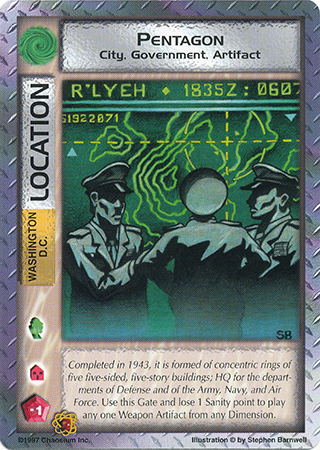 PENTAGON
City, Government, Artifact
R'LYEH ◆ 1835Z : 0607
S1922071
LOCATION
WASHINGTON
D.C.
SB
Completed in 1943, it is formed of concentric rings of
five five-sided, five-story buildings; HQ for the depart-
ments of Defense and of the Army, Navy, and Air
Force. Use this Gate and lose 1 Sanity point to play
any one Weapon Artifact from any Dimension.
-1
©1997 Chaosium Inc.
Illustration © by Stephen Barnwell